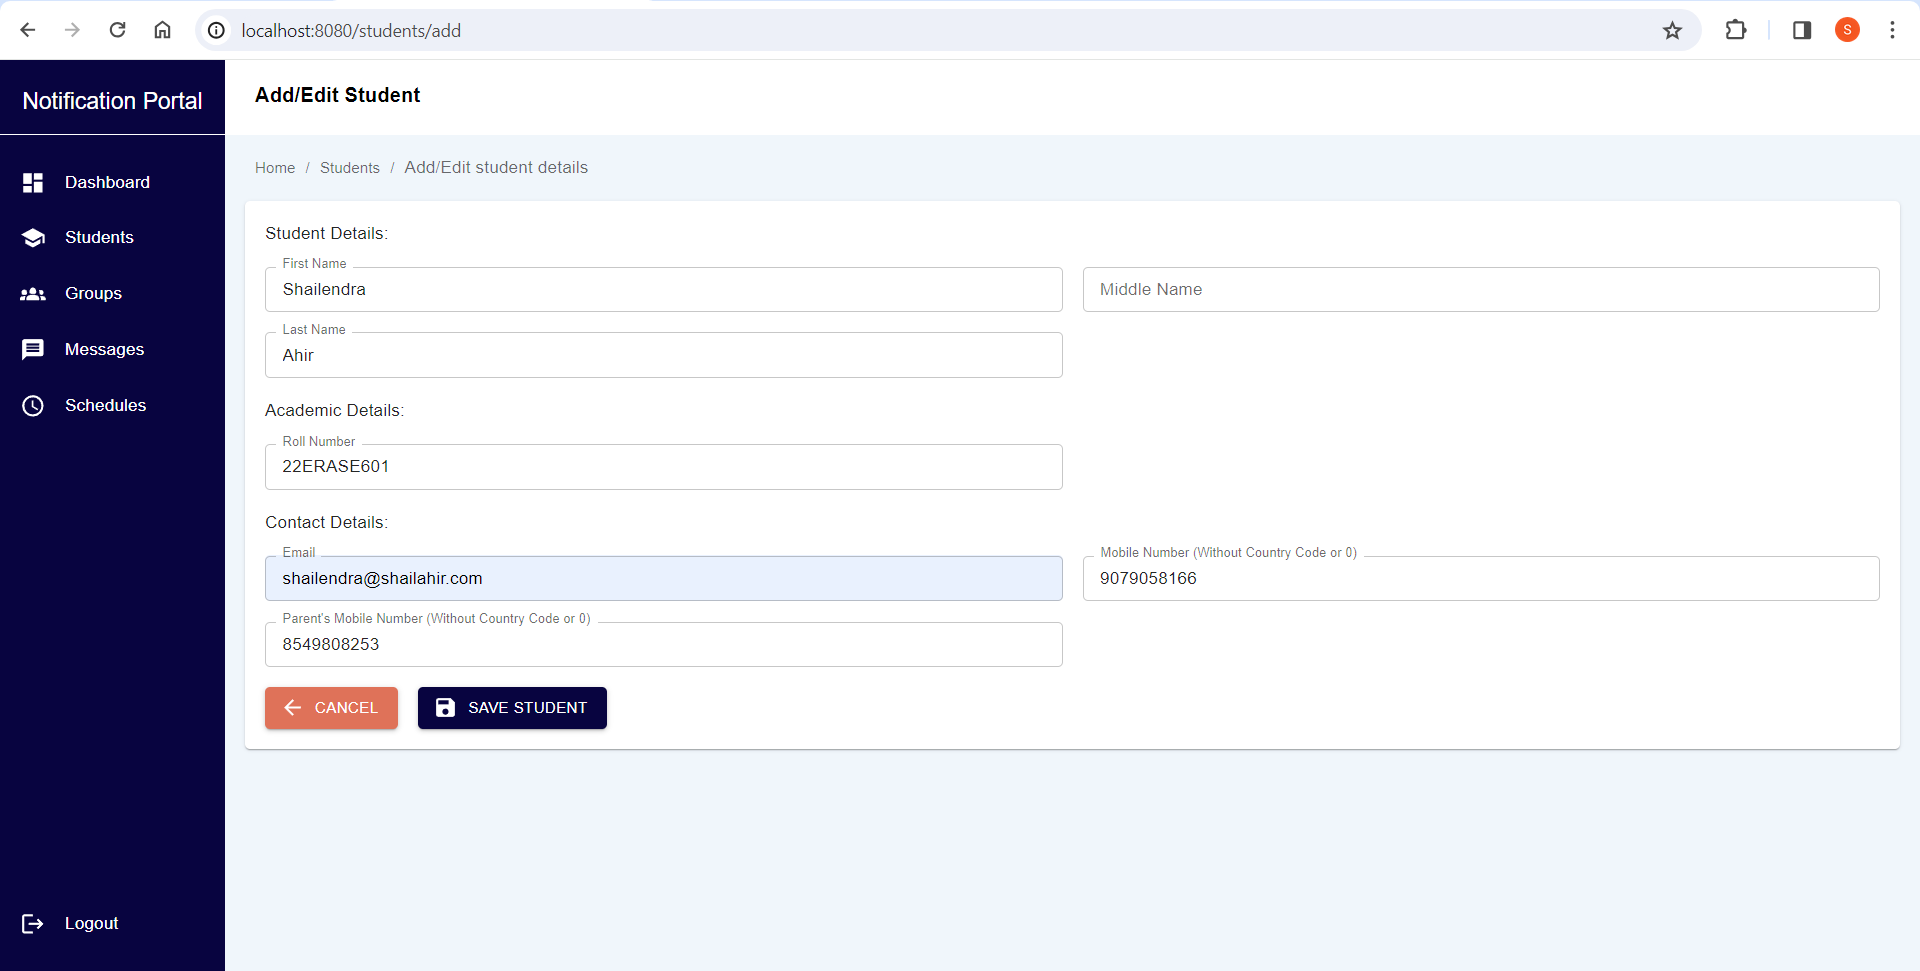 localhost:8080/students/add
S
Notification Portal
Dashboard
Students
Groups
Messages
Schedules
Logout
Add/Edit Student
Home / Students / Add/Edit student details
Student Details:
First Name
Shailendra
Middle Name
Last Name
Ahir
Academic Details:
Roll Number
22ERASE601
Contact Details:
Email
shailendra@shailahir.com
Mobile Number (Without Country Code or 0)
9079058166
Parent's Mobile Number (Without Country Code or 0)
8549808253
CANCEL
SAVE STUDENT